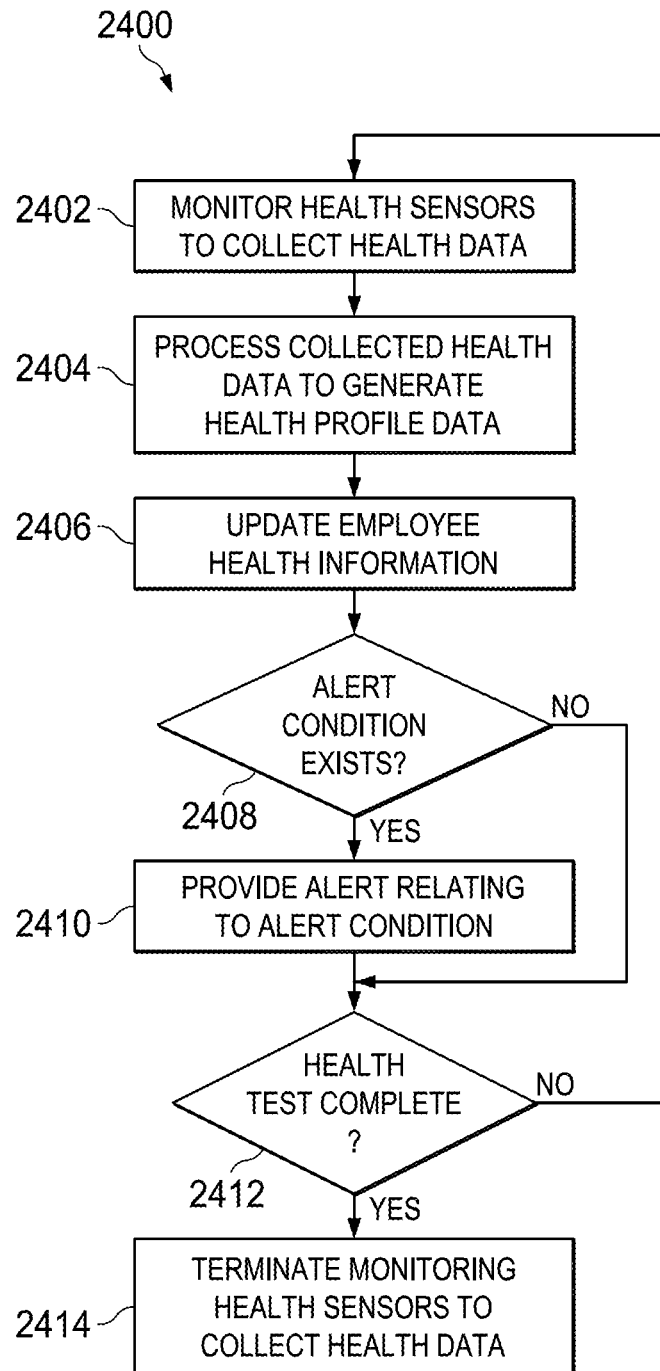 2400
2402
MONITOR HEALTH SENSORS
TO COLLECT HEALTH DATA
2404
PROCESS COLLECTED HEALTH
DATA TO GENERATE
HEALTH PROFILE DATA
2406
UPDATE EMPLOYEE
HEALTH INFORMATION
ALERT
CONDITION
EXISTS?
NO
2408
YES
2410
PROVIDE ALERT RELATING
TO ALERT CONDITION
HEALTH
TEST COMPLETE
?
NO
2412
YES
2414
TERMINATE MONITORING
HEALTH SENSORS TO
COLLECT HEALTH DATA